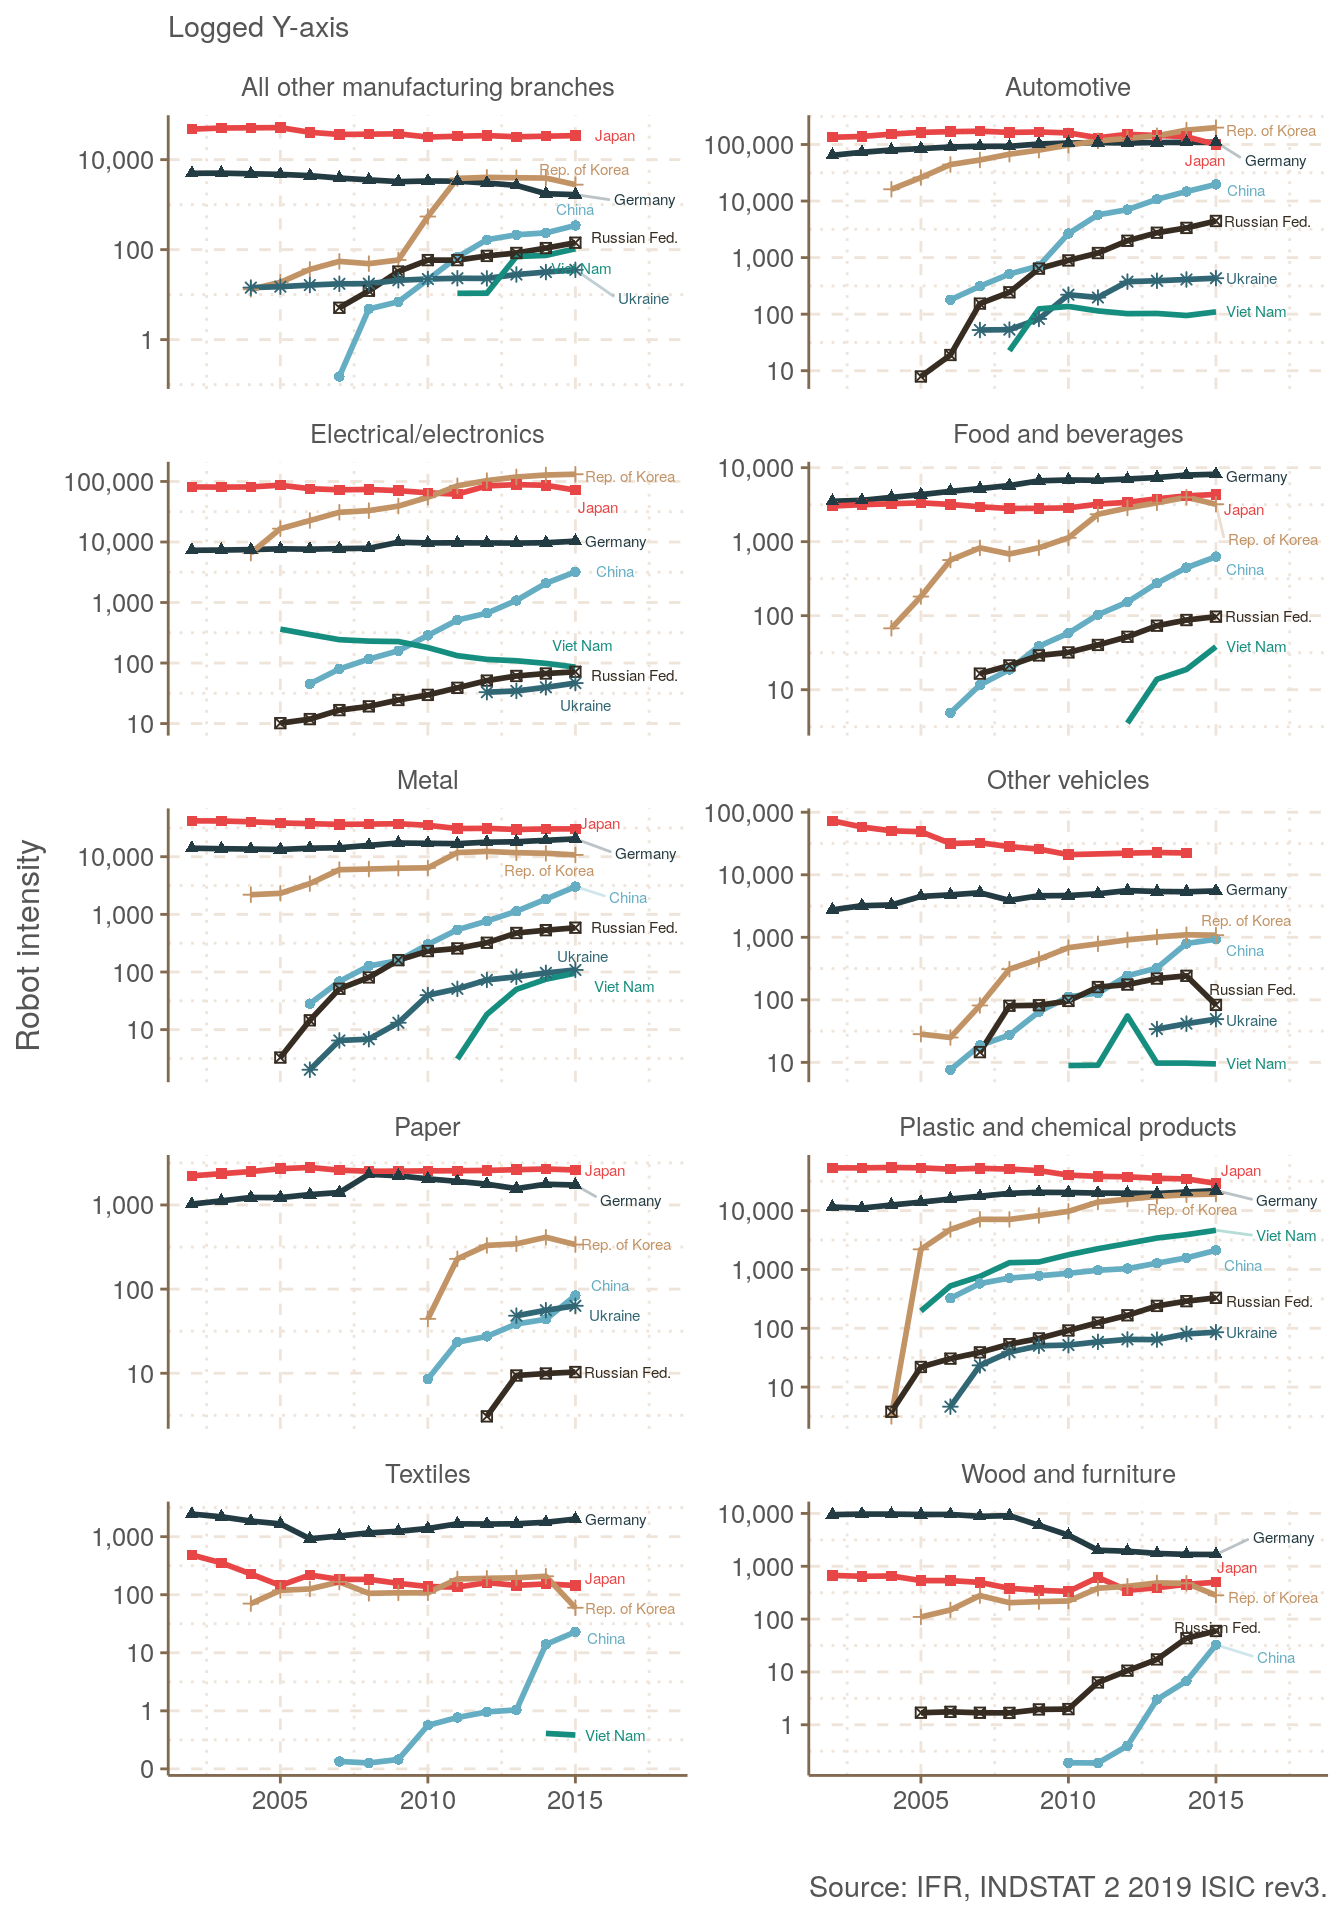 Logged Y-axis
All other manufacturing branches
10,000
100
1
Japan
Rep. of Korea
Germany
China
Russian Fed.
Viet Nam
Ukraine
Automotive
100,000
10,000
1,000
100
10
Rep. of Korea
Japan
Germany
China
Russian Fed.
Ukraine
Viet Nam
Electrical/electronics
100,000
10,000
1,000
100
10
Rep. of Korea
Japan
Germany
China
Viet Nam
Russian Fed.
Ukraine
Food and beverages
10,000
1,000
100
10
Germany
Japan
Rep. of Korea
China
Russian Fed.
Viet Nam
Robot intensity
Metal
10,000
1,000
100
10
Japan
Germany
Rep. of Korea
China
Russian Fed.
Ukraine
Viet Nam
Other vehicles
100,000
10,000
1,000
100
10
Germany
Rep. of Korea
China
Russian Fed.
Ukraine
Viet Nam
Paper
1,000
100
10
Japan
Germany
Rep. of Korea
China
Ukraine
Russian Fed.
Plastic and chemical products
10,000
1,000
100
10
Japan
Germany
Rep. of Korea
Viet Nam
China
Russian Fed.
Ukraine
Textiles
1,000
100
10
1
0
Germany
Japan
Rep. of Korea
China
Viet Nam
2005 2010 2015
Wood and furniture
10,000
1,000
100
10
1
Germany
Japan
Rep. of Korea
Russian Fed.
China
2005 2010 2015
Source: IFR, INDSTAT 2 2019 ISIC rev3.